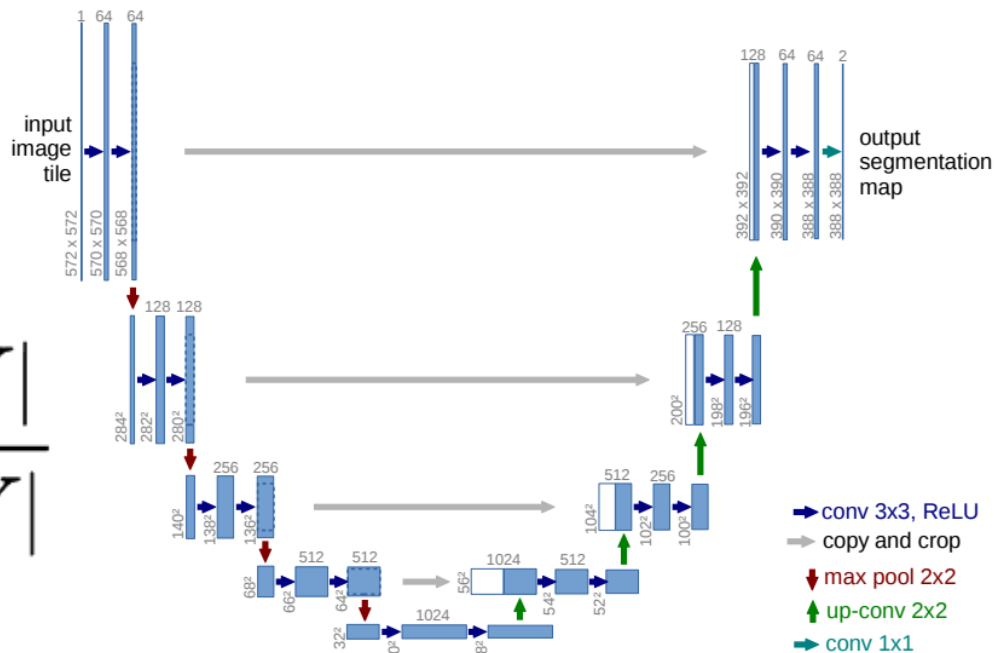 1 64 64
128 64 64 2
input
image
tile
output
segmentation
map
572 x 572
570 x 570
568 x 568
392 x 392
390 x 390
388 x 388
388 x 388
128 128
256 128
284²
282²
280²
200²
198²
196²
256 256
512 256
140²
138²
136²
104²
102²
100²
512 512
1024 512
68²
66²
64²
56²
54²
52²
1024
32²
conv 3x3, ReLU
copy and crop
max pool 2x2
up-conv 2x2
conv 1x1